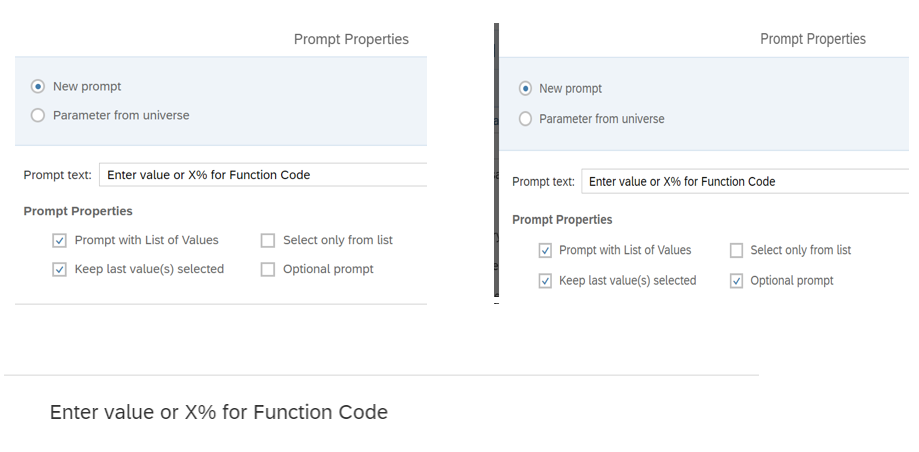 Prompt Properties
New prompt
Parameter from universe
Prompt text: Enter value or X% for Function Code
Prompt Properties
Prompt with List of Values Select only from list
Keep last value(s) selected Optional prompt
Prompt Properties
New prompt
Parameter from universe
Prompt text: Enter value or X% for Function Code
Prompt Properties
Prompt with List of Values Select only from list
Keep last value(s) selected Optional prompt
Enter value or X% for Function Code